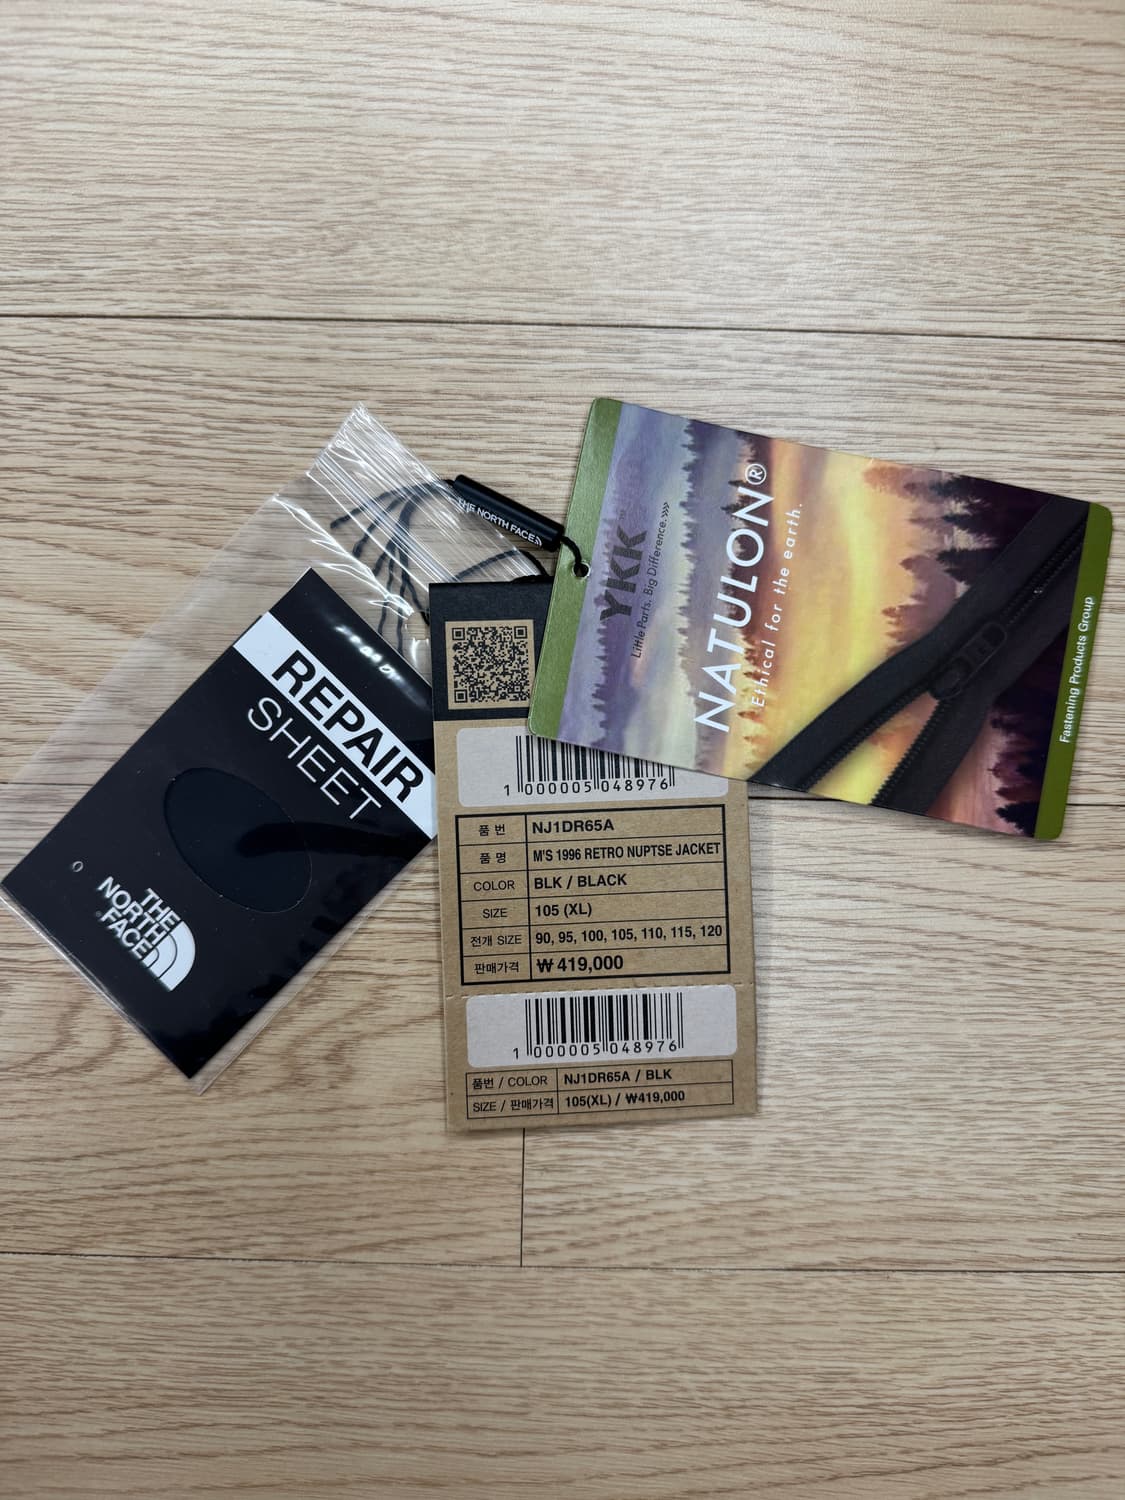 REPAIR
SHEET
THE
NORTH
FACE
THE NORTH FACE
YKK
Little Parts. Big Difference. »»
NATULON®
Ethical for the earth.
Fastening Products Group
1 000005 048976
품 번 NJ1DR65A
품 명 M'S 1996 RETRO NUPTSE JACKET
COLOR BLK / BLACK
SIZE 105 (XL)
전개 SIZE 90, 95, 100, 105, 110, 115, 120
판매가격 ₩419,000
1 000005 048976
품번 / COLOR NJ1DR65A / BLK
SIZE / 판매가격 105(XL) / ₩419,000